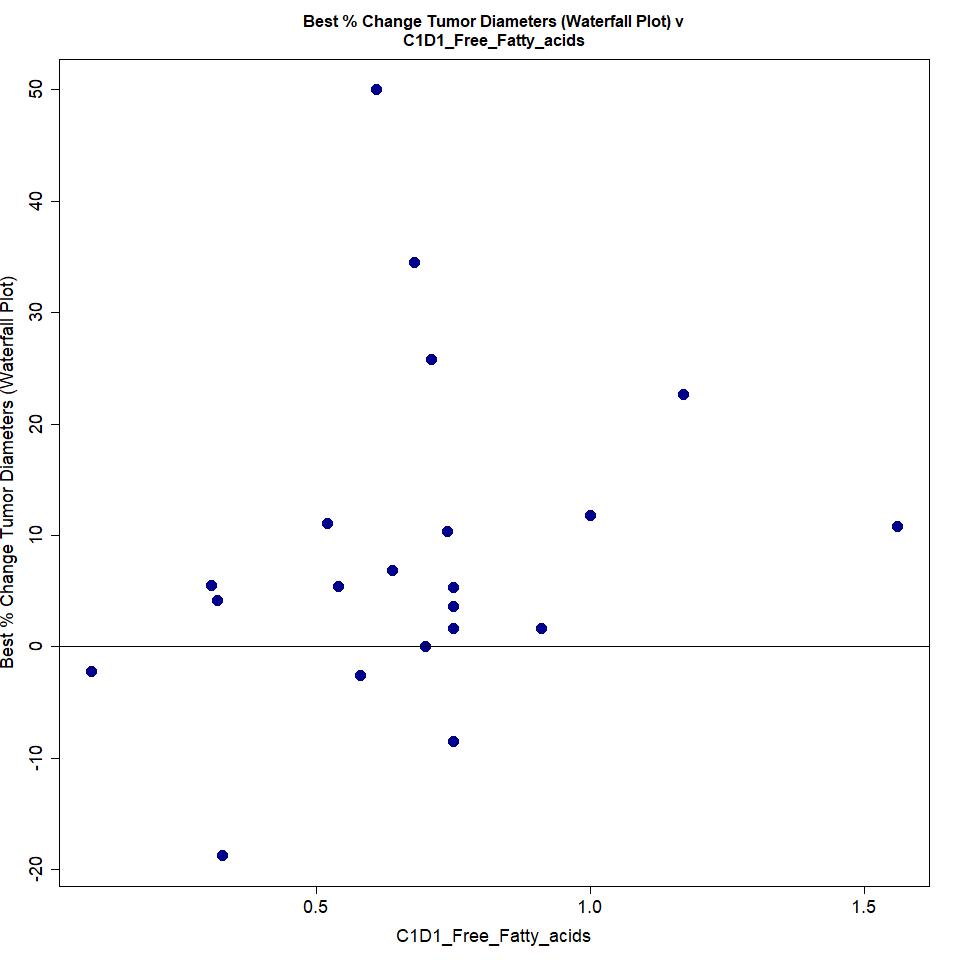 Best % Change Tumor Diameters (Waterfall Plot) v
C1D1_Free_Fatty_acids
Best % Change Tumor Diameters (Waterfall Plot)
50
40
30
20
10
0
-10
-20
0.5
1.0
1.5
C1D1_Free_Fatty_acids